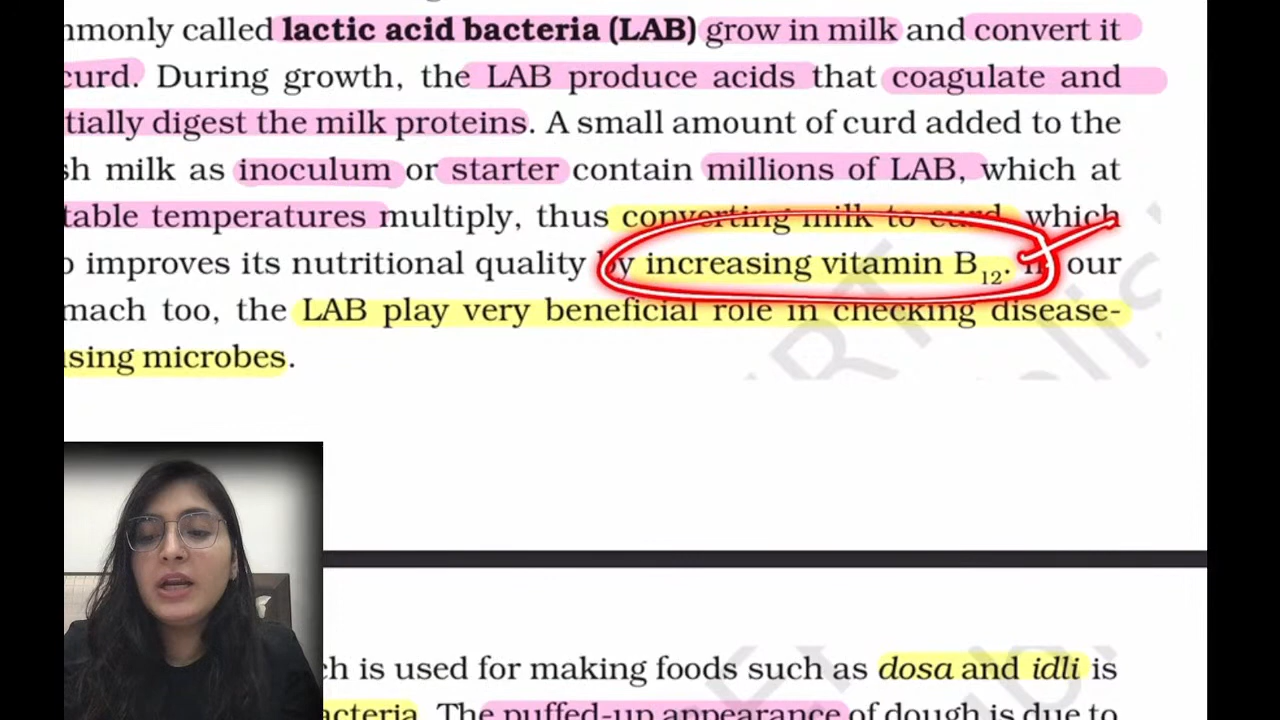 mmonly called lactic acid bacteria (LAB) grow in milk and convert it
curd. During growth, the LAB produce acids that coagulate and
tially digest the milk proteins. A small amount of curd added to the
sh milk as inoculum or starter contain millions of LAB, which at
table temperatures multiply, thus converting milk to curd, which
o improves its nutritional quality by increasing vitamin B12. In our
mach too, the LAB play very beneficial role in checking disease-
sing microbes.
ch is used for making foods such as dosa and idli is
acteria. The puffed-up appearance of dough is due to